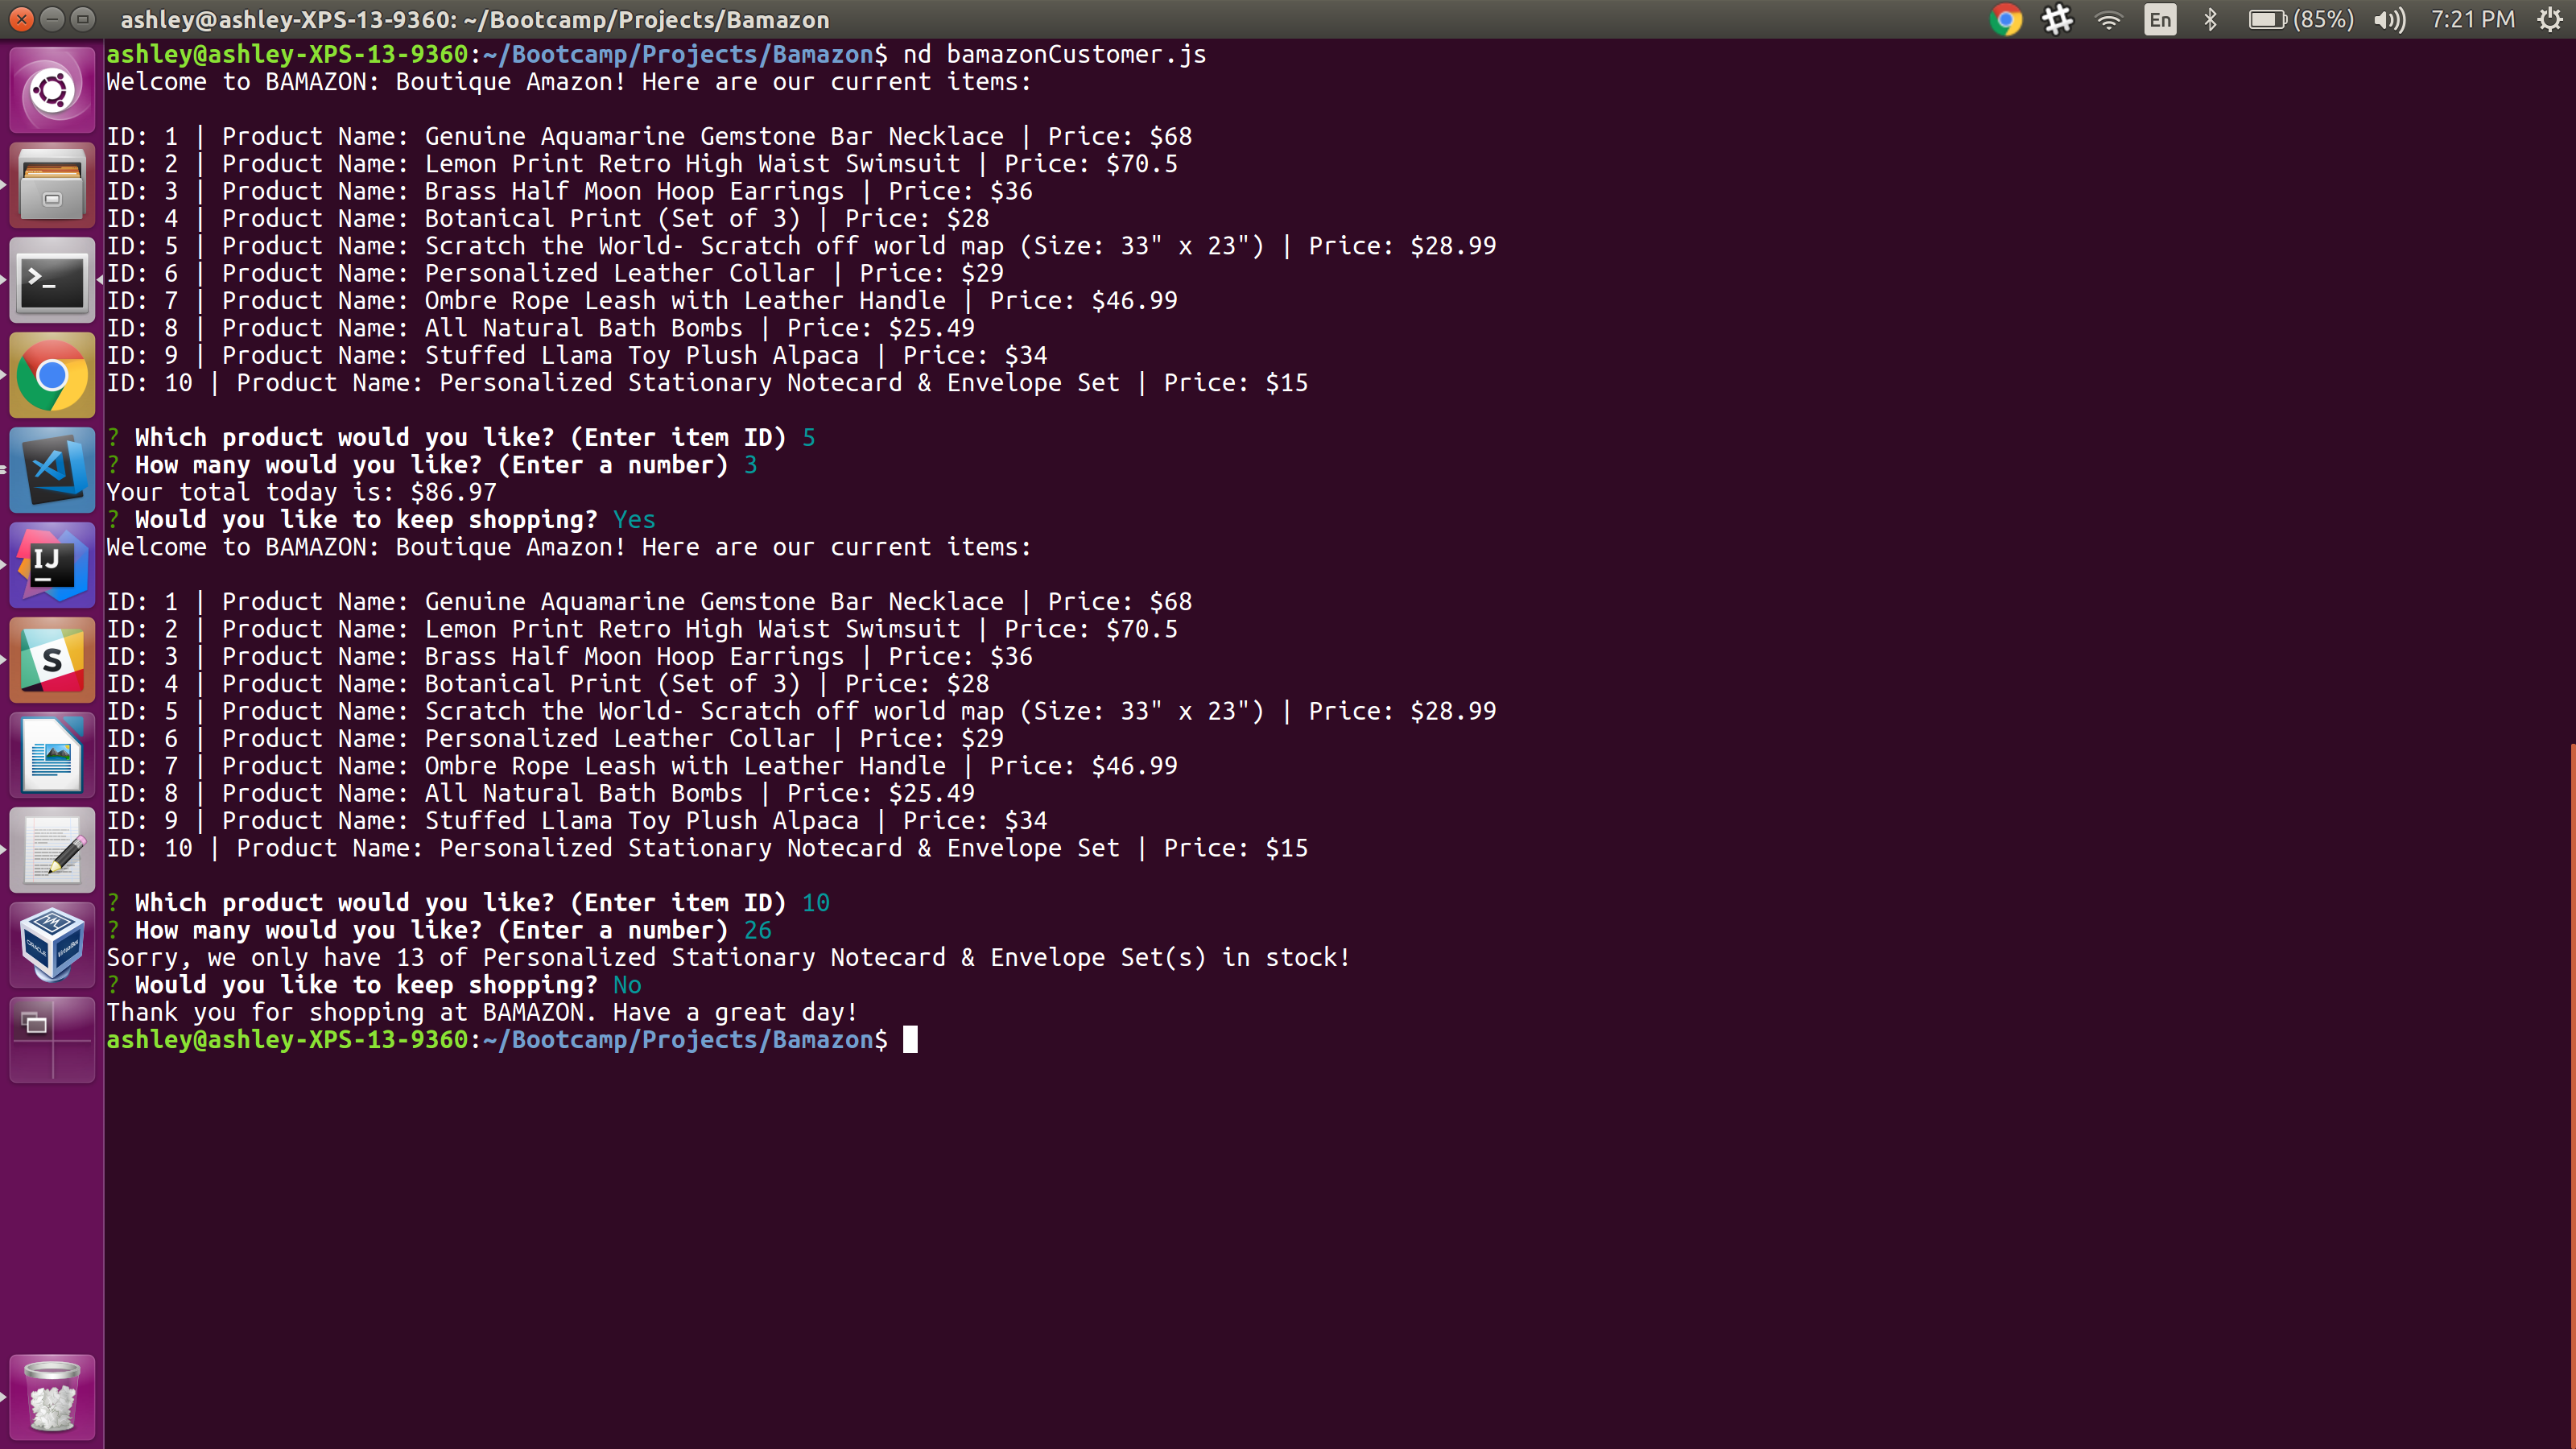 ashley@ashley-XPS-13-9360: ~/Bootcamp/Projects/Bamazon En (85%) 7:21 PM
ashley@ashley-XPS-13-9360:~/Bootcamp/Projects/Bamazon$ nd bamazonCustomer.js
Welcome to BAMAZON: Boutique Amazon! Here are our current items:
ID: 1 | Product Name: Genuine Aquamarine Gemstone Bar Necklace | Price: $68
ID: 2 | Product Name: Lemon Print Retro High Waist Swimsuit | Price: $70.5
ID: 3 | Product Name: Brass Half Moon Hoop Earrings | Price: $36
ID: 4 | Product Name: Botanical Print (Set of 3) | Price: $28
ID: 5 | Product Name: Scratch the World- Scratch off world map (Size: 33" x 23") | Price: $28.99
ID: 6 | Product Name: Personalized Leather Collar | Price: $29
ID: 7 | Product Name: Ombre Rope Leash with Leather Handle | Price: $46.99
ID: 8 | Product Name: All Natural Bath Bombs | Price: $25.49
ID: 9 | Product Name: Stuffed Llama Toy Plush Alpaca | Price: $34
ID: 10 | Product Name: Personalized Stationary Notecard & Envelope Set | Price: $15
? Which product would you like? (Enter item ID) 5
? How many would you like? (Enter a number) 3
Your total today is: $86.97
? Would you like to keep shopping? Yes
Welcome to BAMAZON: Boutique Amazon! Here are our current items:
ID: 1 | Product Name: Genuine Aquamarine Gemstone Bar Necklace | Price: $68
ID: 2 | Product Name: Lemon Print Retro High Waist Swimsuit | Price: $70.5
ID: 3 | Product Name: Brass Half Moon Hoop Earrings | Price: $36
ID: 4 | Product Name: Botanical Print (Set of 3) | Price: $28
ID: 5 | Product Name: Scratch the World- Scratch off world map (Size: 33" x 23") | Price: $28.99
ID: 6 | Product Name: Personalized Leather Collar | Price: $29
ID: 7 | Product Name: Ombre Rope Leash with Leather Handle | Price: $46.99
ID: 8 | Product Name: All Natural Bath Bombs | Price: $25.49
ID: 9 | Product Name: Stuffed Llama Toy Plush Alpaca | Price: $34
ID: 10 | Product Name: Personalized Stationary Notecard & Envelope Set | Price: $15
? Which product would you like? (Enter item ID) 10
? How many would you like? (Enter a number) 26
Sorry, we only have 13 of Personalized Stationary Notecard & Envelope Set(s) in stock!
? Would you like to keep shopping? No
Thank you for shopping at BAMAZON. Have a great day!
ashley@ashley-XPS-13-9360:~/Bootcamp/Projects/Bamazon$
IJ
S